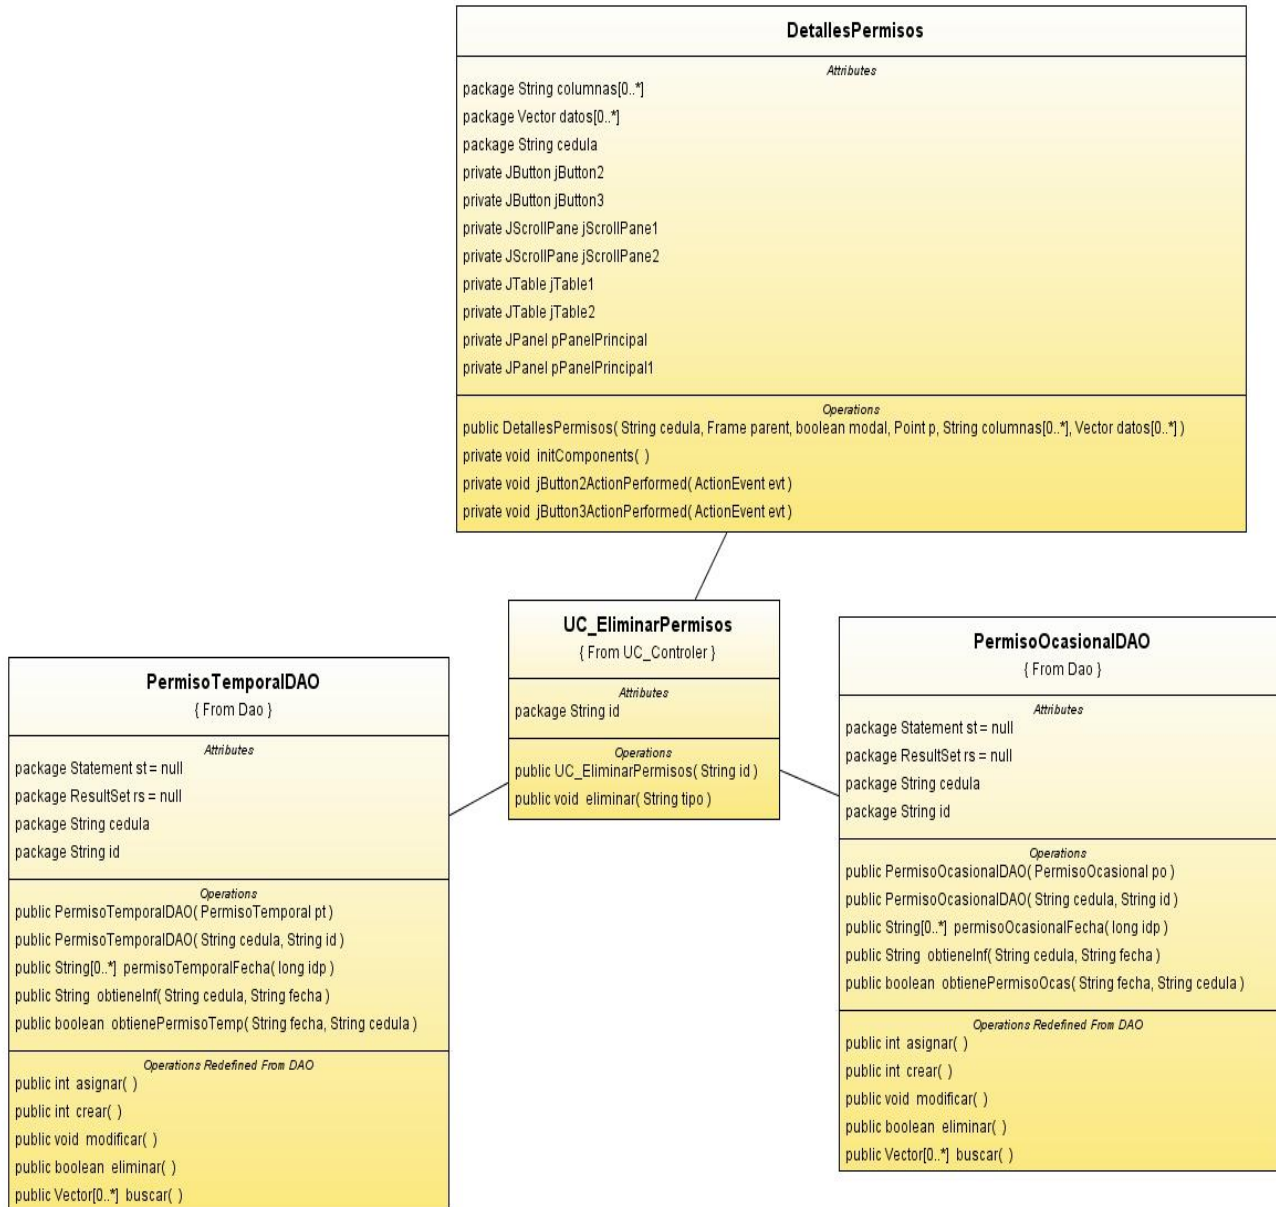 DetallesPermisos
Attributes
package String columnas[0..*]
package Vector datos[0..*]
package String cedula
private JButton jButton2
private JButton jButton3
private JScrollPane jScrollPane1
private JScrollPane jScrollPane2
private JTable jTable1
private JTable jTable2
private JPanel pPanelPrincipal
private JPanel pPanelPrincipal1
Operations
public DetallesPermisos( String cedula, Frame parent, boolean modal, Point p, String columnas[0..*], Vector datos[0..*] )
private void initComponents( )
private void jButton2ActionPerformed( ActionEvent evt )
private void jButton3ActionPerformed( ActionEvent evt )
UC_EliminarPermisos
{ From UC_Controler }
Attributes
package String id
Operations
public UC_EliminarPermisos( String id )
public void eliminar( String tipo )
PermisoTemporalDAO
{ From Dao }
Attributes
package Statement st = null
package ResultSet rs = null
package String cedula
package String id
Operations
public PermisoTemporalDAO( PermisoTemporal pt )
public PermisoTemporalDAO( String cedula, String id )
public String[0..*] permisoTemporalFecha( long idp )
public String obtieneInf( String cedula, String fecha )
public boolean obtienePermisoTemp( String fecha, String cedula )
Operations Redefined From DAO
public int asignar( )
public int crear( )
public void modificar( )
public boolean eliminar( )
public Vector[0..*] buscar( )
PermisoOcasionalDAO
{ From Dao }
Attributes
package Statement st = null
package ResultSet rs = null
package String cedula
package String id
Operations
public PermisoOcasionalDAO( PermisoOcasional po )
public PermisoOcasionalDAO( String cedula, String id )
public String[0..*] permisoOcasionalFecha( long idp )
public String obtieneInf( String cedula, String fecha )
public boolean obtienePermisoOcas( String fecha, String cedula )
Operations Redefined From DAO
public int asignar( )
public int crear( )
public void modificar( )
public boolean eliminar( )
public Vector[0..*] buscar( )